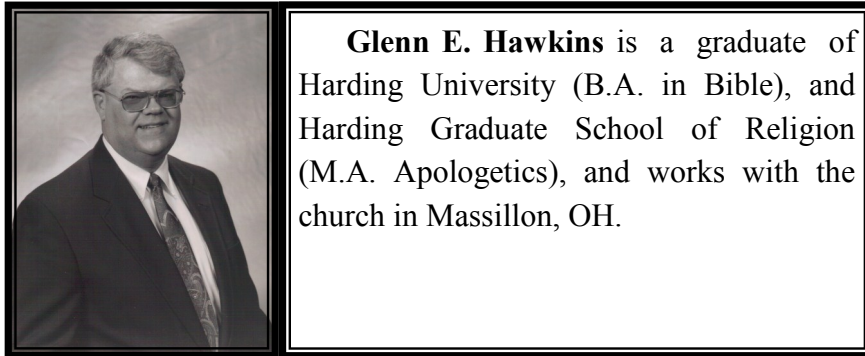 Glenn E. Hawkins is a graduate of
Harding University (B.A. in Bible), and
Harding Graduate School of Religion
(M.A. Apologetics), and works with the
church in Massillon, OH.